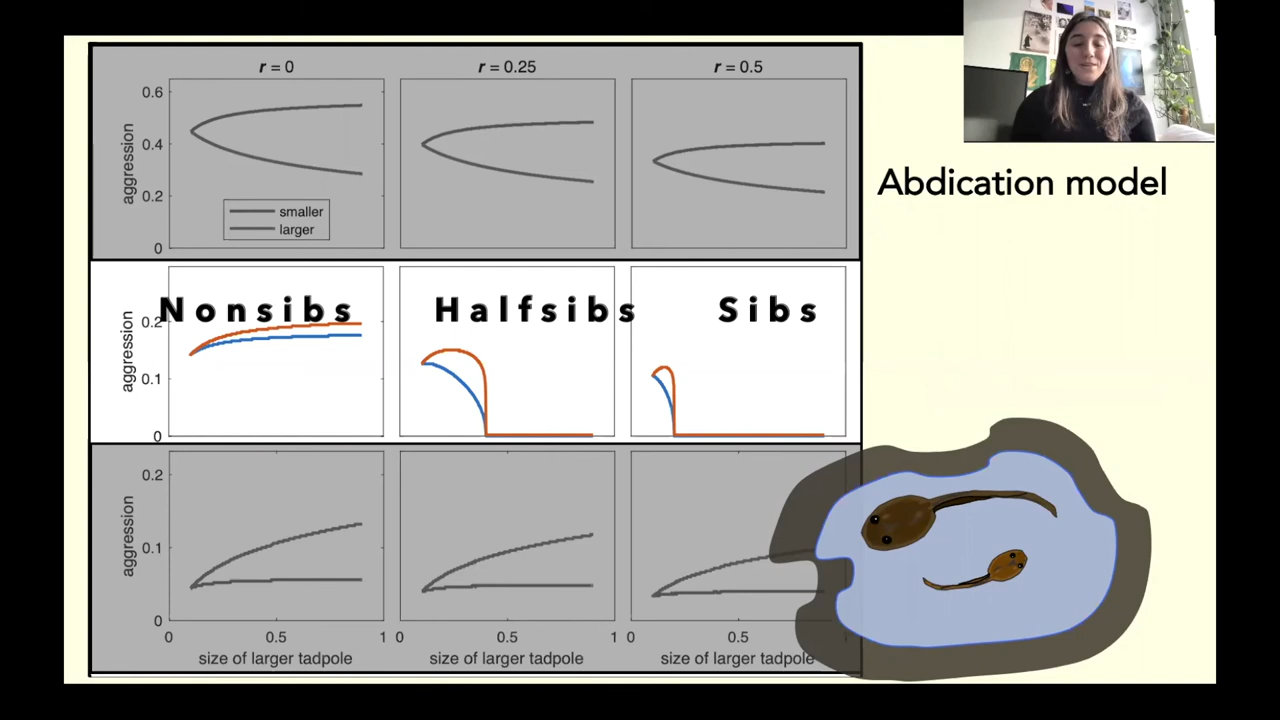 r = 0
r = 0.25
r = 0.5
0.6
0.4
0.2
0
aggression
smaller
larger
Abdication model
Nonsibs
Halfsibs
Sibs
0.2
0.1
0
aggression
0.2
0.1
0
aggression
0
0.5
1
0
0.5
1
0
0.5
size of larger tadpole
size of larger tadpole
size of larger tadpole